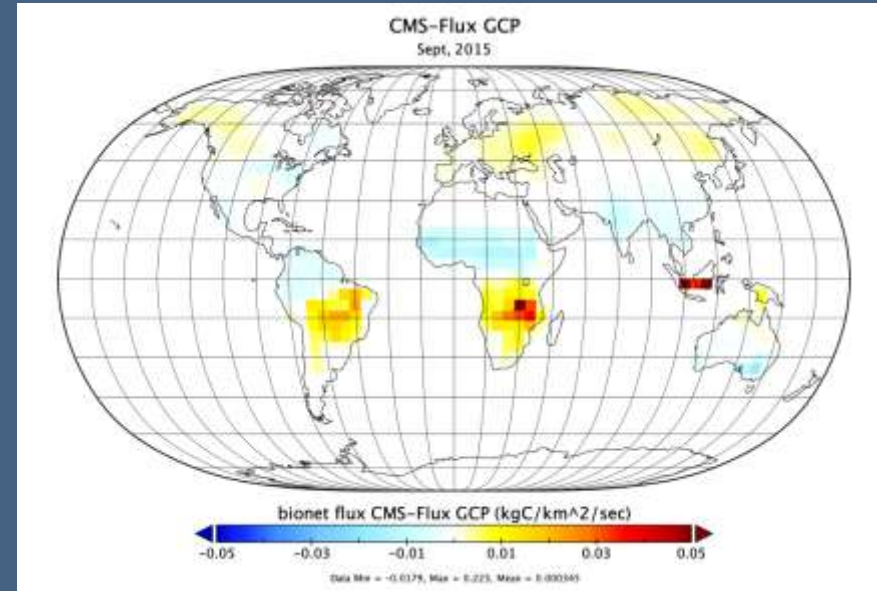 CMS-Flux GCP
Sept, 2015
bionet flux CMS-Flux GCP (kgC/km^2/sec)
-0.05 -0.03 -0.01 0.01 0.03 0.05
Data Min = -0.0179, Max = 0.223, Mean = 0.000345